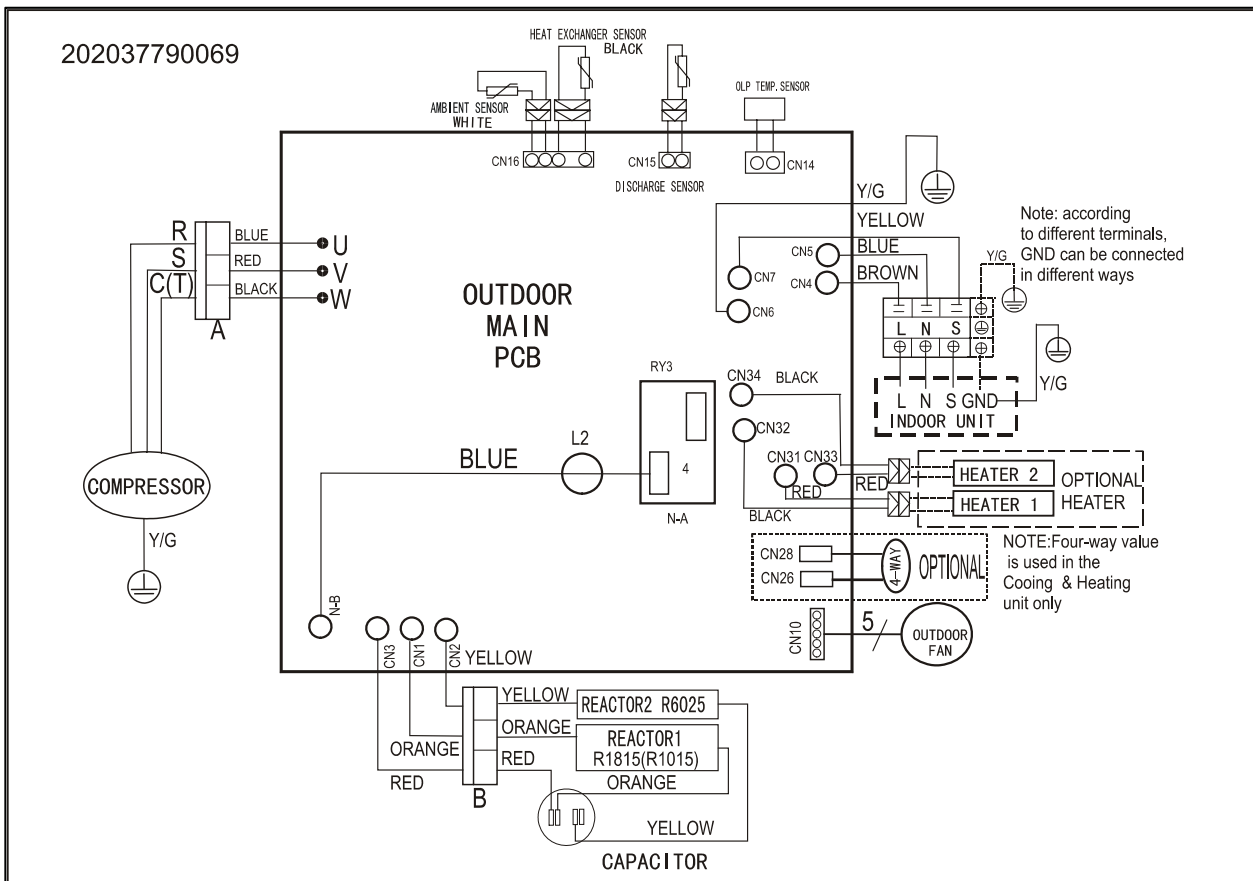 202037790069
HEAT EXCHANGER SENSOR
BLACK
AMBIENT SENSOR
WHITE
OLP TEMP.SENSOR
CN16
CN15
CN14
DISCHARGE SENSOR
Y/G
YELLOW
Note: according
to different terminals,
GND can be connected
in different ways
R
S
C(T)
BLUE
RED
BLACK
U
V
W
A
OUTDOOR
MAIN
PCB
CN5
BLUE
CN7
CN4
BROWN
CN6
Y/G
L N S
Y/G
L N S GND
INDOOR UNIT
RY3
CN34
BLACK
CN32
L2
BLUE
4
N-A
CN31
CN33
RED
RED
BLACK
HEATER 2
HEATER 1
OPTIONAL
HEATER
COMPRESSOR
Y/G
CN28
CN26
4-WAY
OPTIONAL
NOTE:Four-way value
is used in the
Cooing & Heating
unit only
CN10
5
OUTDOOR
FAN
N-B
CN3
CN1
CN2
YELLOW
YELLOW
REACTOR2 R6025
ORANGE
ORANGE
REACTOR1
R1815(R1015)
RED
RED
ORANGE
B
YELLOW
CAPACITOR